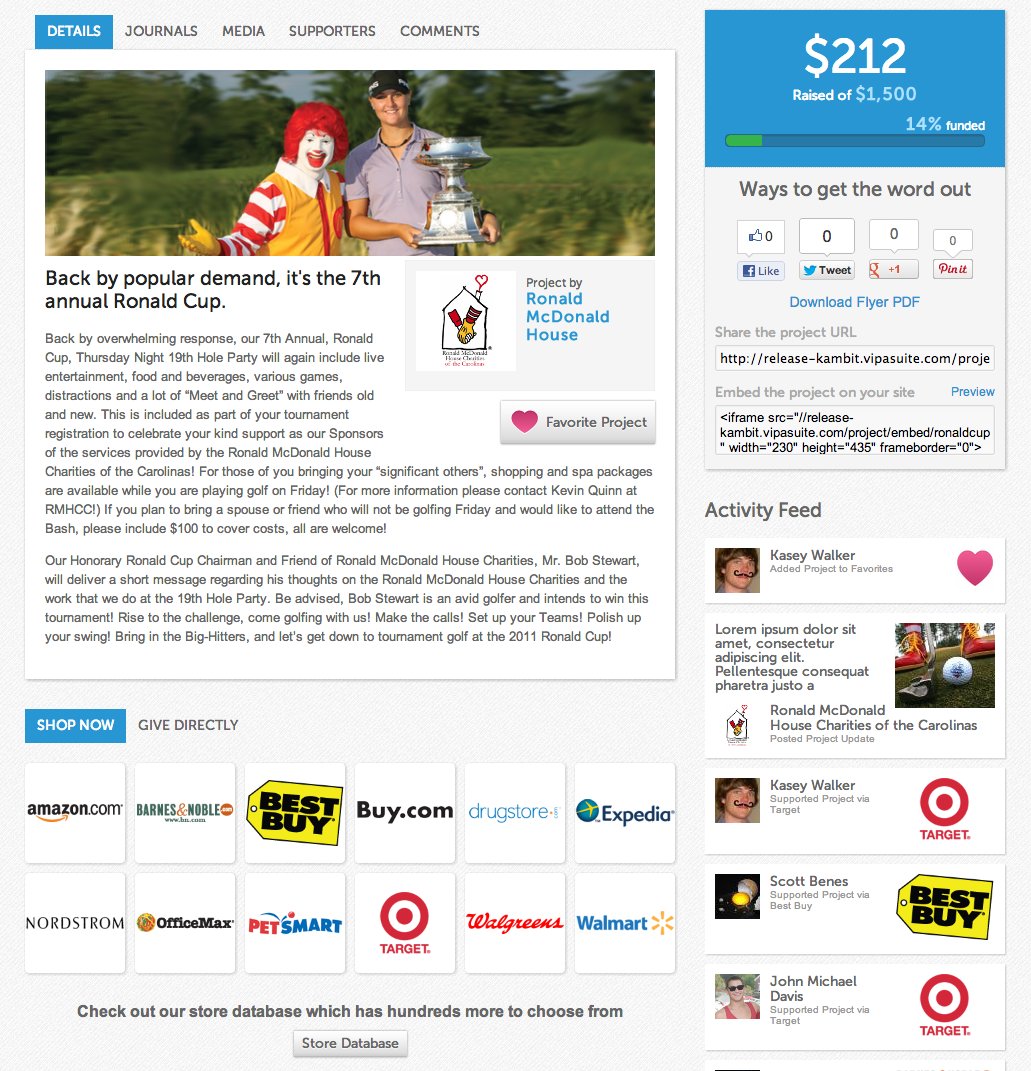 DETAILS
JOURNALS
MEDIA
SUPPORTERS
COMMENTS
Back by popular demand, it's the 7th
annual Ronald Cup.
Ronald McDonald
House Charities
of the Carolinas
Project by
Ronald
McDonald
House
Favorite Project
Back by overwhelming response, our 7th Annual, Ronald
Cup, Thursday Night 19th Hole Party will again include live
entertainment, food and beverages, various games,
distractions and a lot of “Meet and Greet” with friends old
and new. This is included as part of your tournament
registration to celebrate your kind support as our Sponsors
of the services provided by the Ronald McDonald House
Charities of the Carolinas! For those of you bringing your “significant others”, shopping and spa packages
are available while you are playing golf on Friday! (For more information please contact Kevin Quinn at
RMHCC!) If you plan to bring a spouse or friend who will not be golfing Friday and would like to attend the
Bash, please include $100 to cover costs, all are welcome!
Our Honorary Ronald Cup Chairman and Friend of Ronald McDonald House Charities, Mr. Bob Stewart,
will deliver a short message regarding his thoughts on the Ronald McDonald House Charities and the
work that we do at the 19th Hole Party. Be advised, Bob Stewart is an avid golfer and intends to win this
tournament! Rise to the challenge, come golfing with us! Make the calls! Set up your Teams! Polish up
your swing! Bring in the Big-Hitters, and let's get down to tournament golf at the 2011 Ronald Cup!
SHOP NOW
GIVE DIRECTLY
amazon.com
BARNES&NOBLE.com
www.bn.com
BEST BUY
Buy.com
drugstore.com
Expedia
NORDSTROM
OfficeMax
PETSMART
TARGET
Walgreens
Walmart
Check out our store database which has hundreds more to choose from
Store Database
$212
Raised of $1,500
14% funded
Ways to get the word out
0
0
0
0
Like
Tweet
g +1
Pin it
Download Flyer PDF
Share the project URL
http://release-kambit.vipasuite.com/proje
Embed the project on your site
Preview
<iframe src="//release-
kambit.vipasuite.com/project/embed/ronaldcup
" width="230" height="435" frameborder="0">
Activity Feed
Kasey Walker
Added Project to Favorites
Lorem ipsum dolor sit
amet, consectetur
adipiscing elit.
Pellentesque consequat
pharetra justo a
Ronald McDonald
House Charities of the Carolinas
Posted Project Update
Kasey Walker
Supported Project via
Target
TARGET
Scott Benes
Supported Project via
Best Buy
BEST BUY
John Michael
Davis
Supported Project via
Target
TARGET